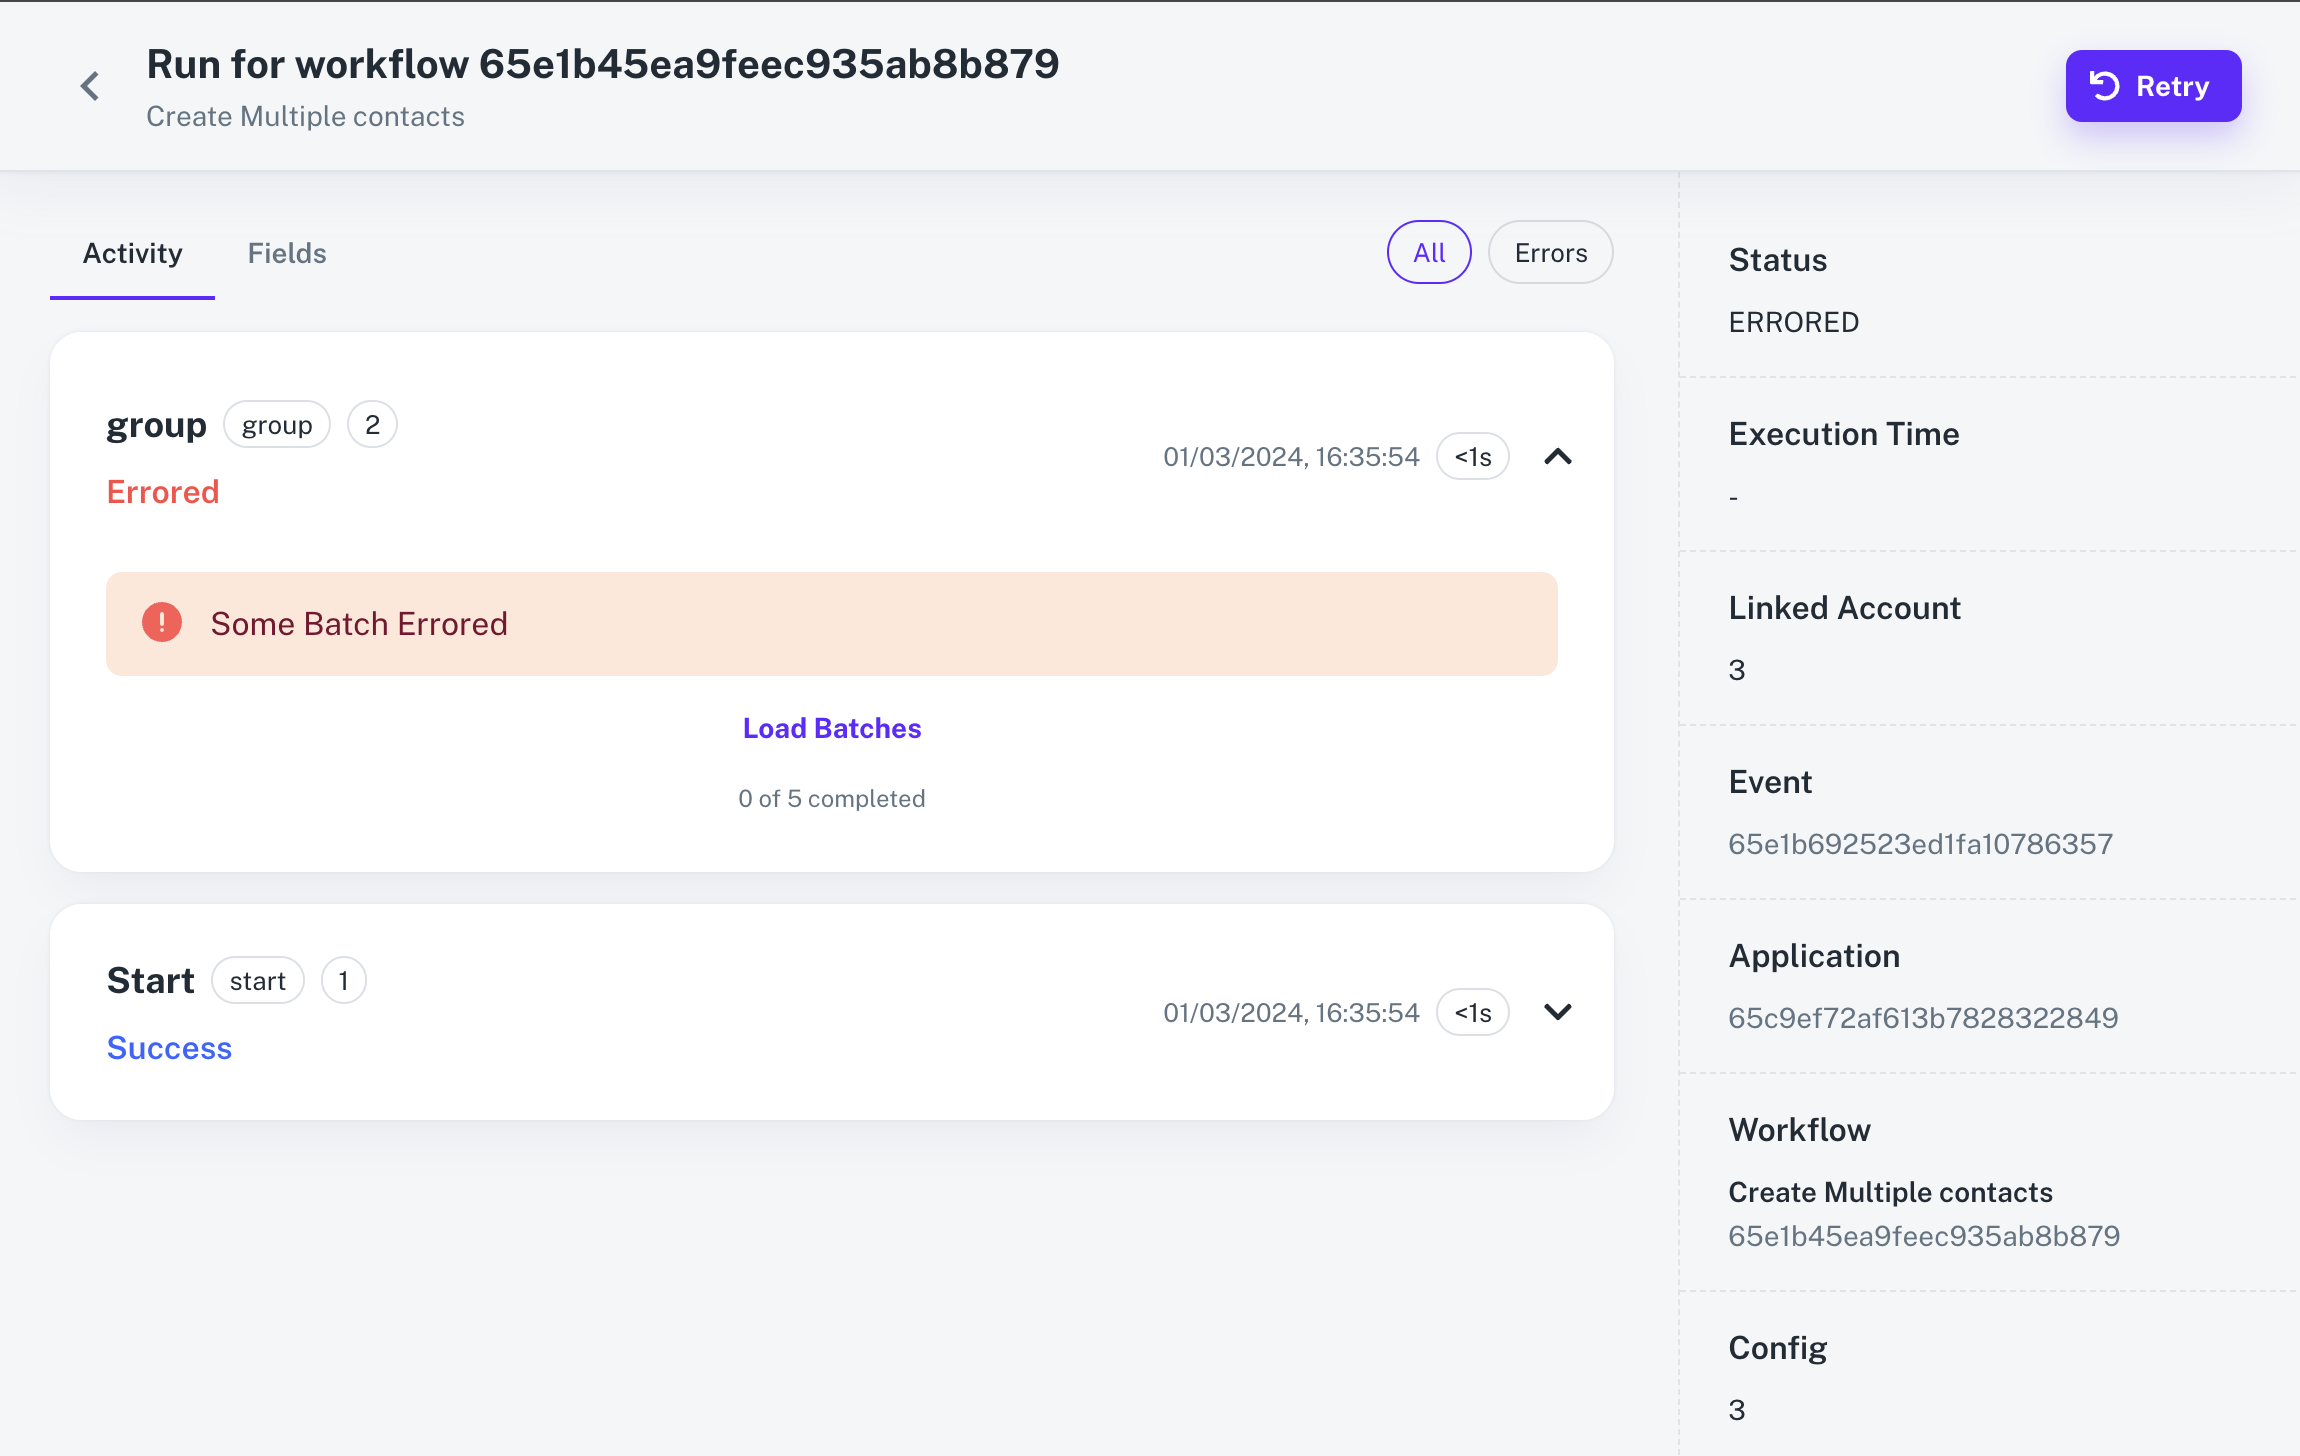 Run for workflow 65e1b45ea9feec935ab8b879
Create Multiple contacts
Retry
Activity
Fields
All
Errors
group group 2
Errored
01/03/2024, 16:35:54 <1s
Some Batch Errored
Load Batches
0 of 5 completed
Start start 1
Success
01/03/2024, 16:35:54 <1s
Status
ERRORED
Execution Time
-
Linked Account
3
Event
65e1b692523ed1fa10786357
Application
65c9ef72af613b7828322849
Workflow
Create Multiple contacts
65e1b45ea9feec935ab8b879
Config
3